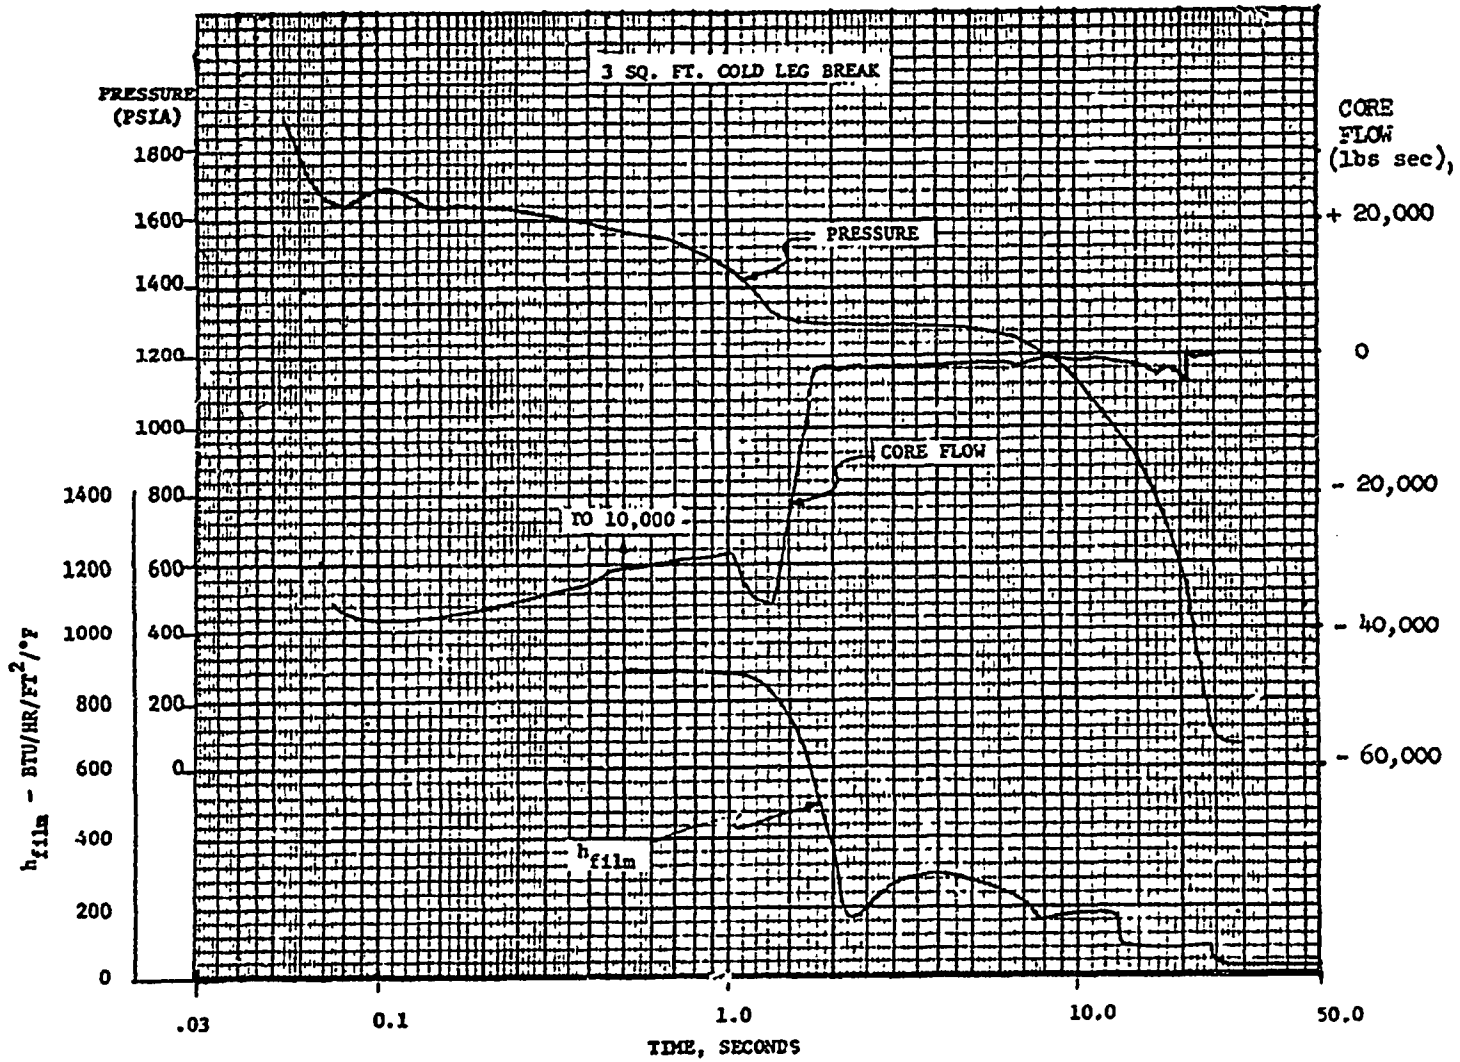 3 SQ. FT. COLD LEG BREAK
PRESSURE
(PSIA)
CORE
FLOW
(lbs sec),
1800
1600
1400
1200
1000
800
600
400
200
0
+ 20,000
0
- 20,000
- 40,000
- 60,000
PRESSURE
CORE FLOW
TO 10,000
h film
1400
1200
1000
800
600
400
200
0
h film - BTU/HR/FT²/°F
.03
0.1
1.0
10.0
50.0
TIME, SECONDS